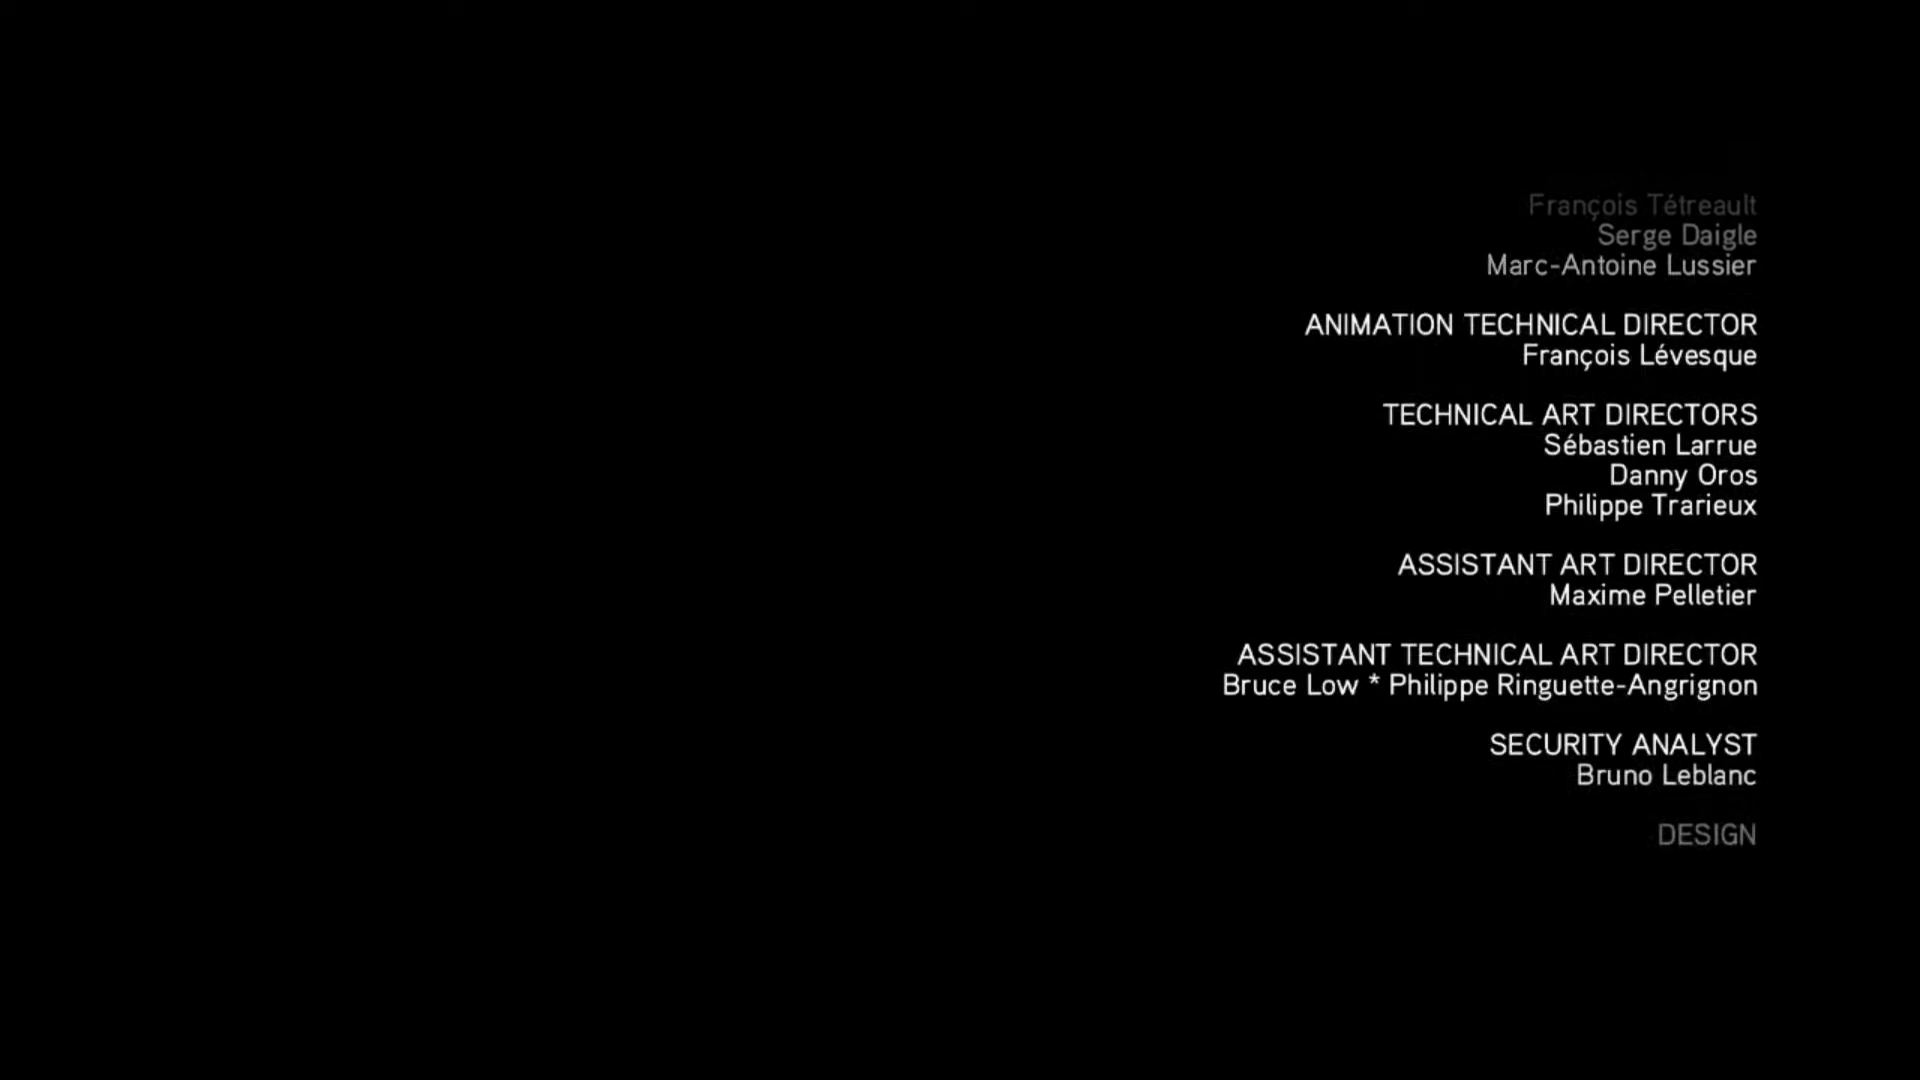 François Tétreault
Serge Daigle
Marc-Antoine Lussier
ANIMATION TECHNICAL DIRECTOR
François Lévesque
TECHNICAL ART DIRECTORS
Sébastien Larrue
Danny Oros
Philippe Trarieux
ASSISTANT ART DIRECTOR
Maxime Pelletier
ASSISTANT TECHNICAL ART DIRECTOR
Bruce Low * Philippe Ringuette-Angrignon
SECURITY ANALYST
Bruno Leblanc
DESIGN